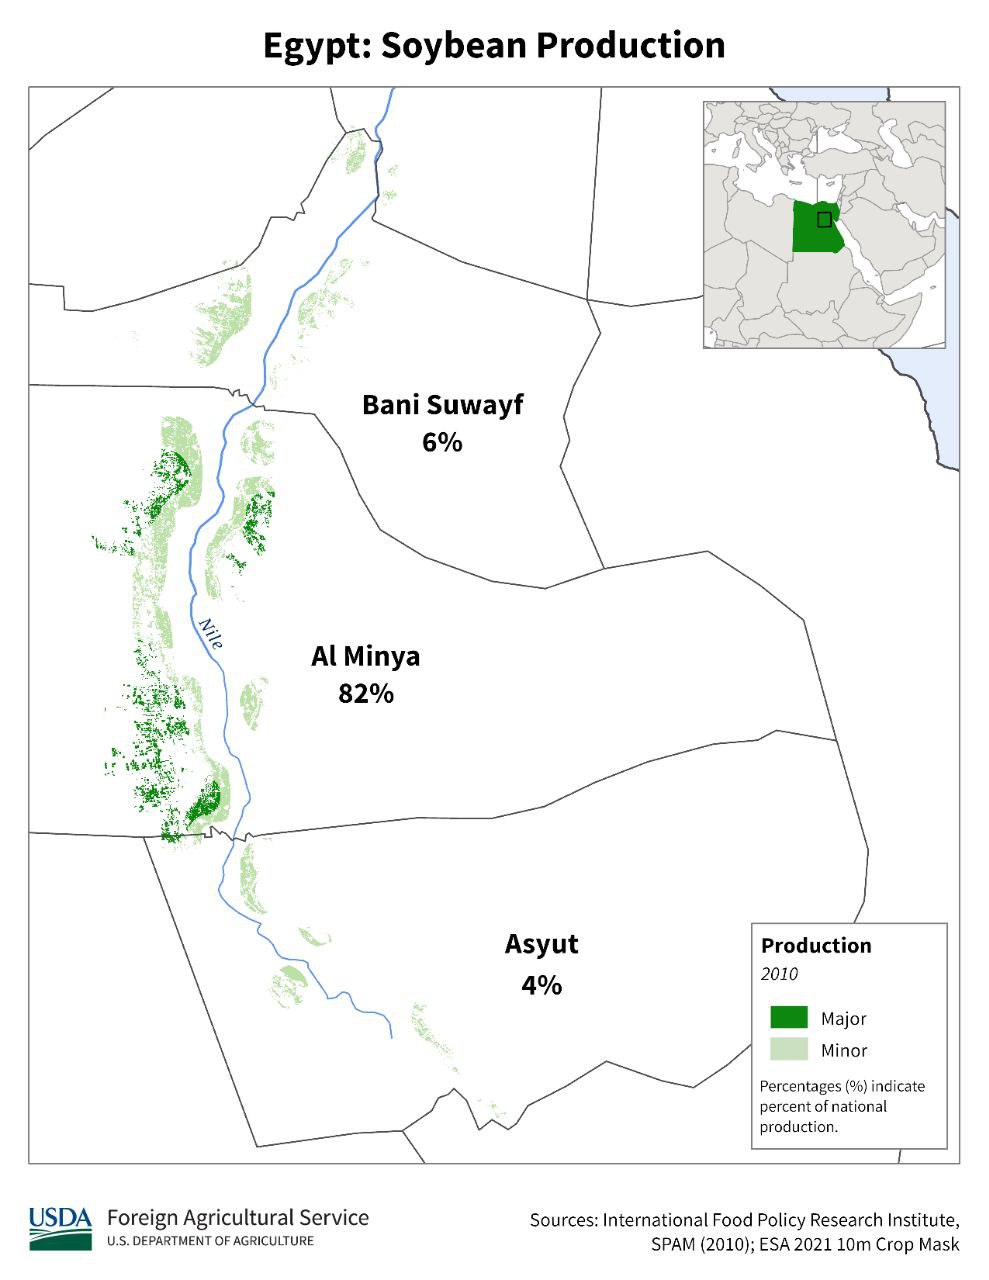 Egypt: Soybean Production
Bani Suwayf
6%
Nile
Al Minya
82%
Asyut
4%
Production
2010
Major
Minor
Percentages (%) indicate
percent of national
production.
USDA
Foreign Agricultural Service
U.S. DEPARTMENT OF AGRICULTURE
Sources: International Food Policy Research Institute,
SPAM (2010); ESA 2021 10m Crop Mask